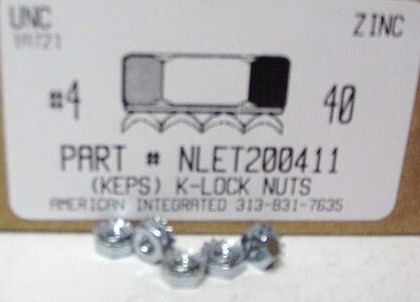 UNC ZINC
#4 40
PART # NLET200411
(KEPS) K-LOCK NUTS
AMERICAN INTEGRATED 313-831-7635